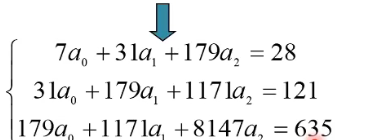 7a₀ + 31a₁ + 179a₂ = 28
31a₀ + 179a₁ + 1171a₂ = 121
179a₀ + 1171a₁ + 8147a₂ = 635